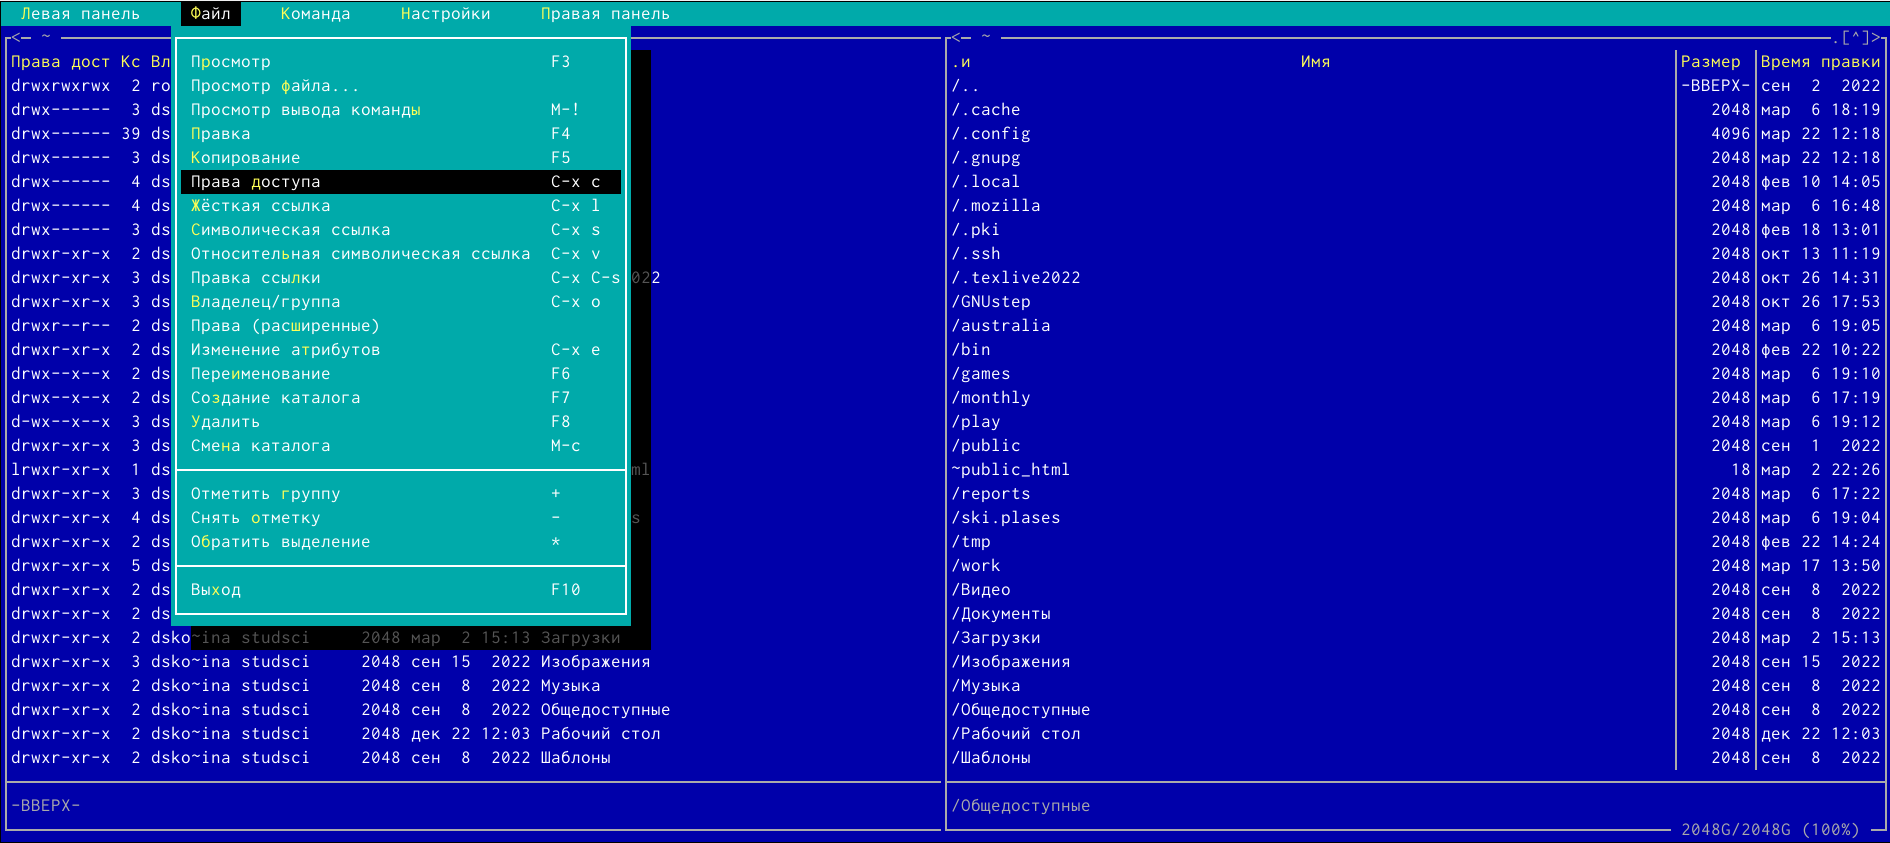 Левая панель Файл Команда Настройки Правая панель
<─ ~ <─ ~ .[^]>
Права дост Кс Вл .и Имя Размер Время правки
drwxrwxrwx 2 ro Просмотр F3 /.. -ВВЕРХ- сен 2 2022
drwx------ 3 ds Просмотр файла... /.cache 2048 мар 6 18:19
drwx------ 39 ds Просмотр вывода команды M-! /.config 4096 мар 22 12:18
drwx------ 3 ds Правка F4 /.gnupg 2048 мар 22 12:18
drwx------ 4 ds Копирование F5 /.local 2048 фев 10 14:05
drwx------ 4 ds Права доступа C-x c /.mozilla 2048 мар 6 16:48
drwx------ 3 ds Жёсткая ссылка C-x l /.pki 2048 фев 18 13:01
drwxr-xr-x 2 ds Символическая ссылка C-x s /.ssh 2048 окт 13 11:19
drwxr-xr-x 3 ds Относительная символическая ссылка C-x v /.texlive2022 2048 окт 26 14:31
drwxr-xr-x 3 ds Правка ссылки C-x C-s 022 /GNUstep 2048 окт 26 17:53
drwxr--r-- 2 ds Владелец/группа C-x o /australia 2048 мар 6 19:05
drwxr-xr-x 2 ds Права (расширенные) /bin 2048 фев 22 10:22
drwx--x--x 2 ds Изменение атрибутов C-x e /games 2048 мар 6 19:10
drwx--x--x 2 ds Переименование F6 /monthly 2048 мар 6 17:19
d-wx--x--x 3 ds Создание каталога F7 /play 2048 мар 6 19:12
drwxr-xr-x 3 ds Удалить F8 /public 2048 сен 1 2022
lrwxr-xr-x 1 ds Смена каталога M-c ml ~public_html 18 мар 2 22:26
drwxr-xr-x 3 ds Отметить группу + /reports 2048 мар 6 17:22
drwxr-xr-x 4 ds Снять отметку - s /ski.plases 2048 мар 6 19:04
drwxr-xr-x 2 ds Обратить выделение * /tmp 2048 фев 22 14:24
drwxr-xr-x 5 ds /work 2048 мар 17 13:50
drwxr-xr-x 2 ds Выход F10 /Видео 2048 сен 8 2022
drwxr-xr-x 2 ds /Документы 2048 сен 8 2022
drwxr-xr-x 2 dsko~ina studsci 2048 мар 2 15:13 Загрузки /Загрузки 2048 мар 2 15:13
drwxr-xr-x 3 dsko~ina studsci 2048 сен 15 2022 Изображения /Изображения 2048 сен 15 2022
drwxr-xr-x 2 dsko~ina studsci 2048 сен 8 2022 Музыка /Музыка 2048 сен 8 2022
drwxr-xr-x 2 dsko~ina studsci 2048 сен 8 2022 Общедоступные /Общедоступные 2048 сен 8 2022
drwxr-xr-x 2 dsko~ina studsci 2048 дек 22 12:03 Рабочий стол /Рабочий стол 2048 дек 22 12:03
drwxr-xr-x 2 dsko~ina studsci 2048 сен 8 2022 Шаблоны /Шаблоны 2048 сен 8 2022
-ВВЕРХ- /Общедоступные
2048G/2048G (100%)